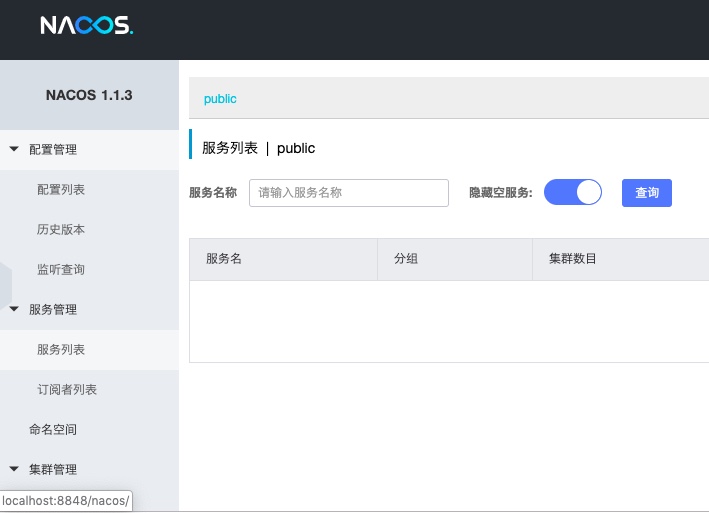 NACOS.
NACOS 1.1.3
配置管理
配置列表
历史版本
监听查询
服务管理
服务列表
订阅者列表
命名空间
集群管理
localhost:8848/nacos/
public
服务列表 | public
服务名称 请输入服务名称 隐藏空服务: 查询
服务名 分组 集群数目